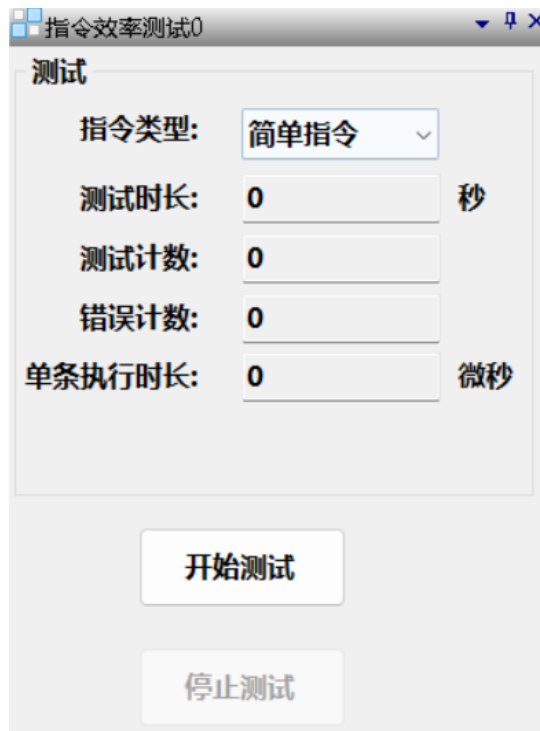 指令效率测试0
测试
指令类型: 简单指令
测试时长: 0 秒
测试计数: 0
错误计数: 0
单条执行时长: 0 微秒
开始测试
停止测试